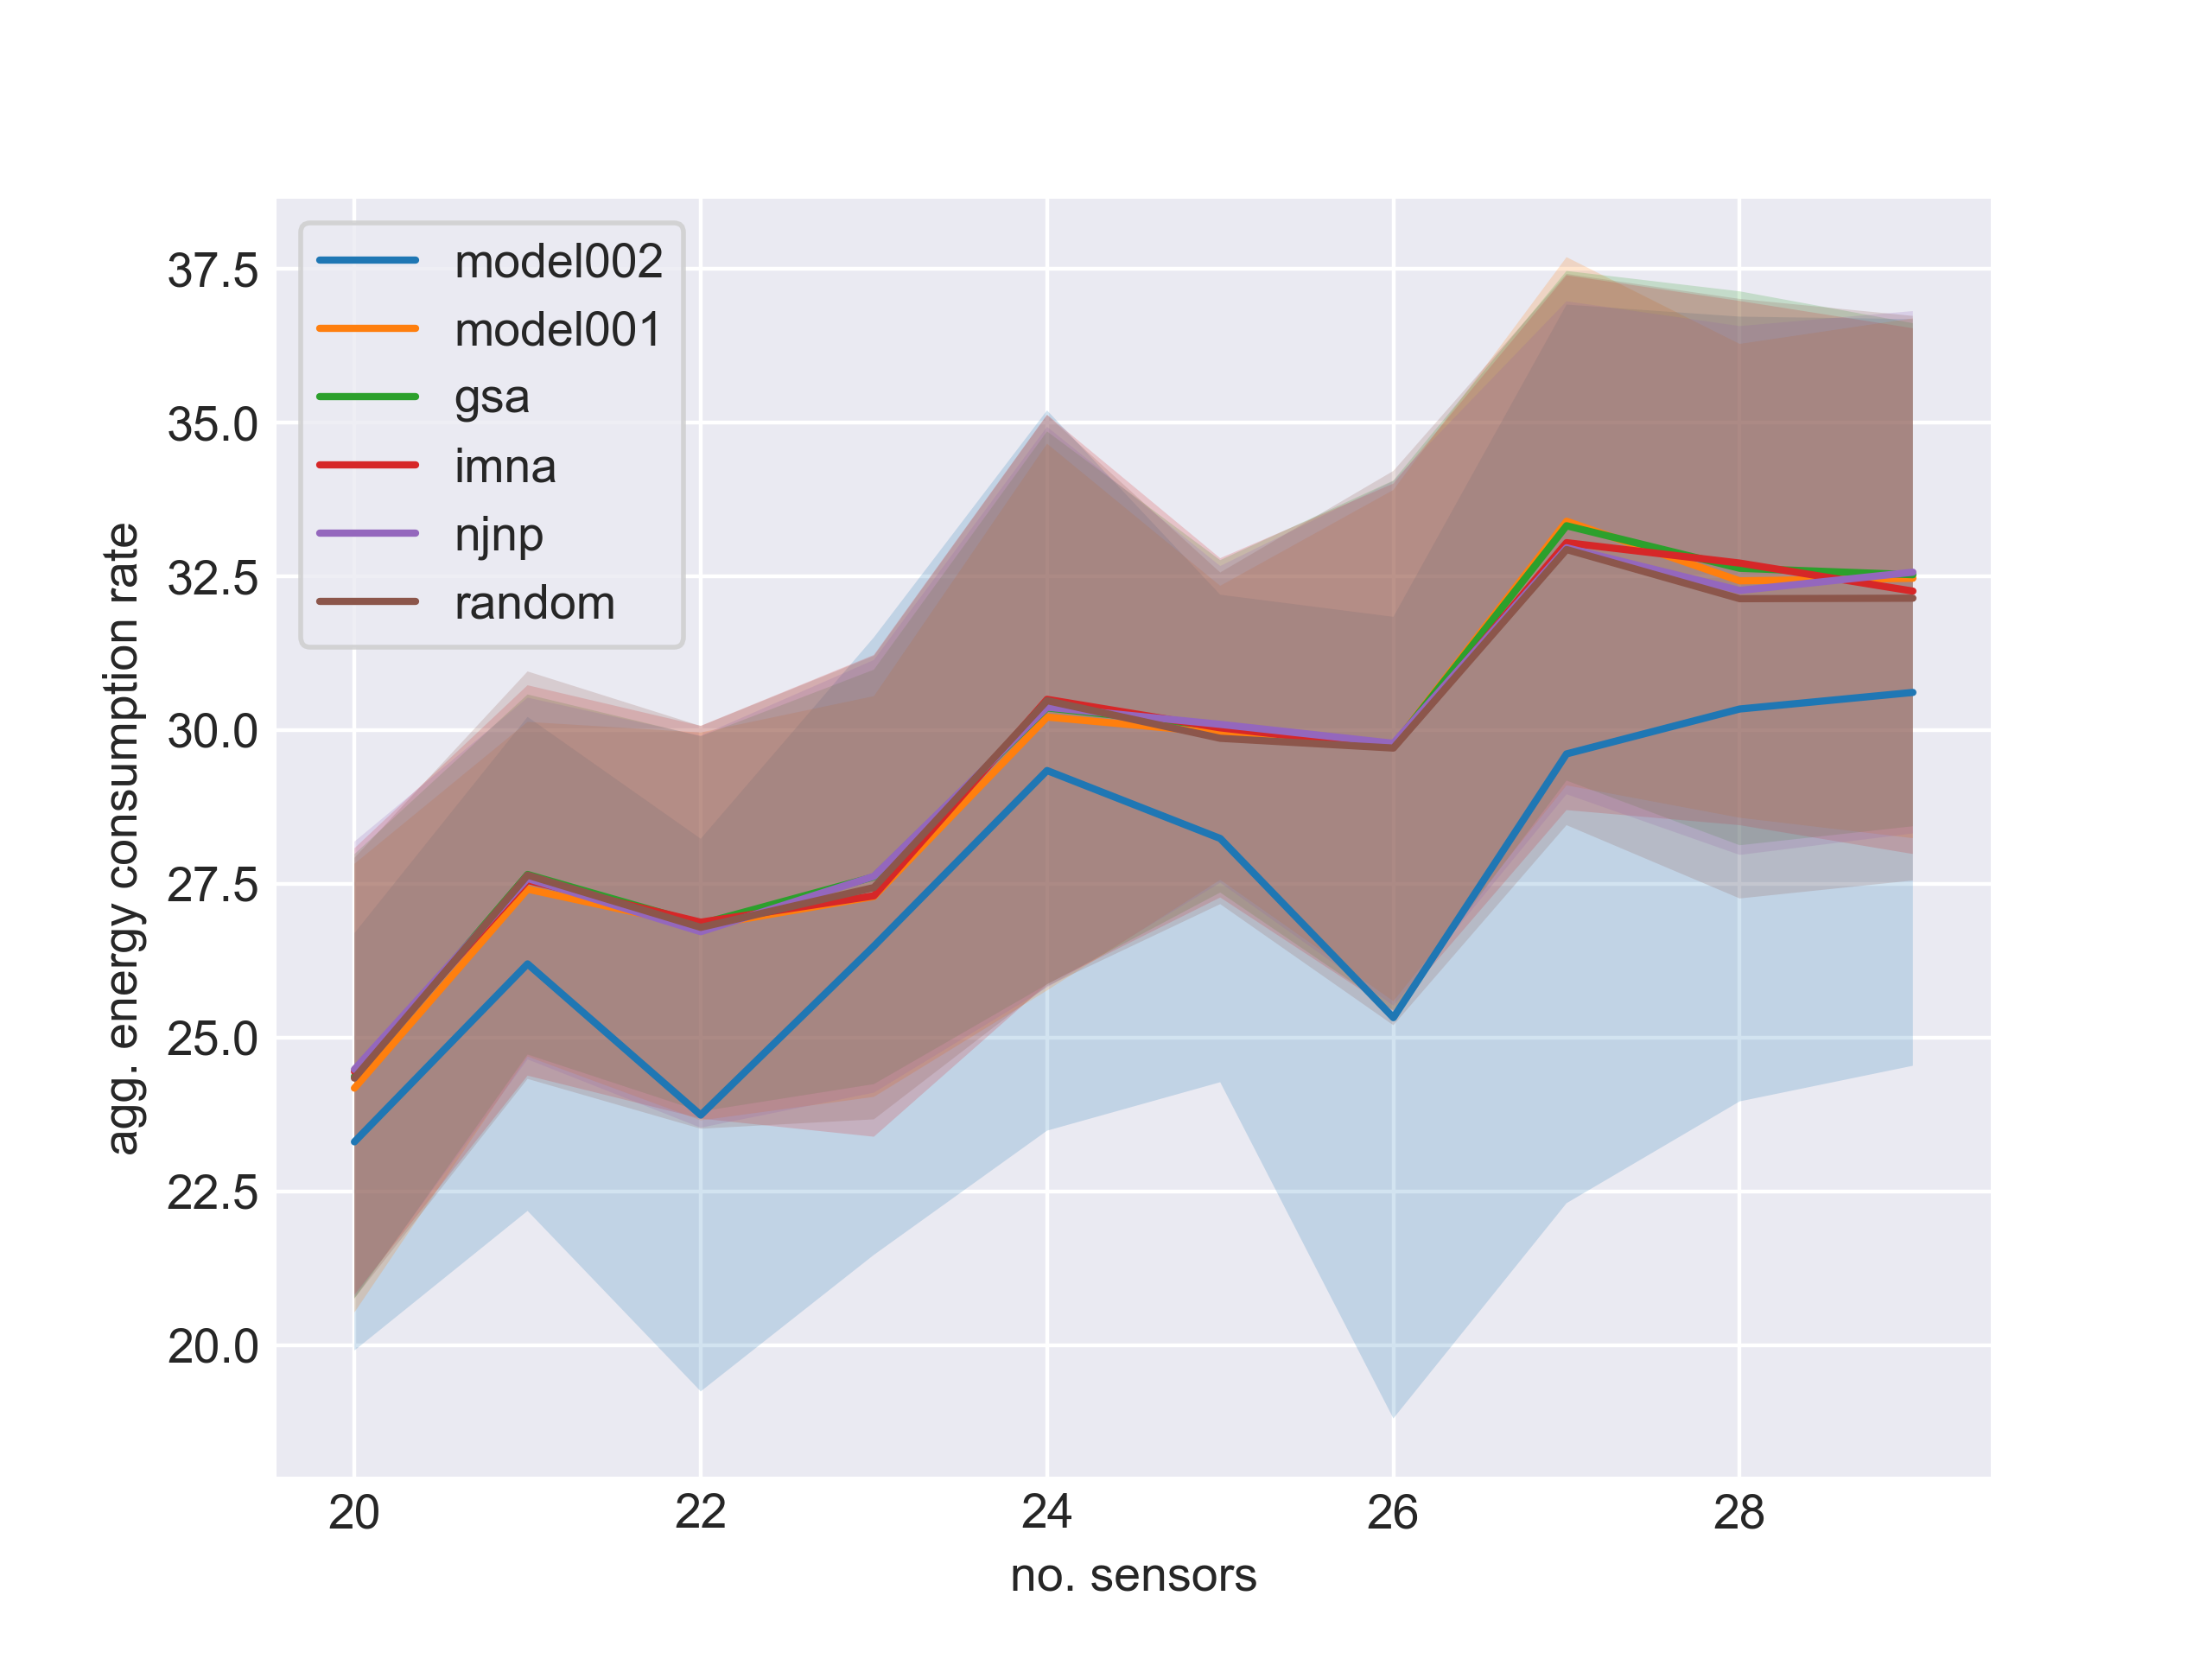 model002
model001
gsa
imna
njnp
random
37.5
35.0
32.5
30.0
27.5
25.0
22.5
20.0
agg. energy consumption rate
20 22 24 26 28
no. sensors